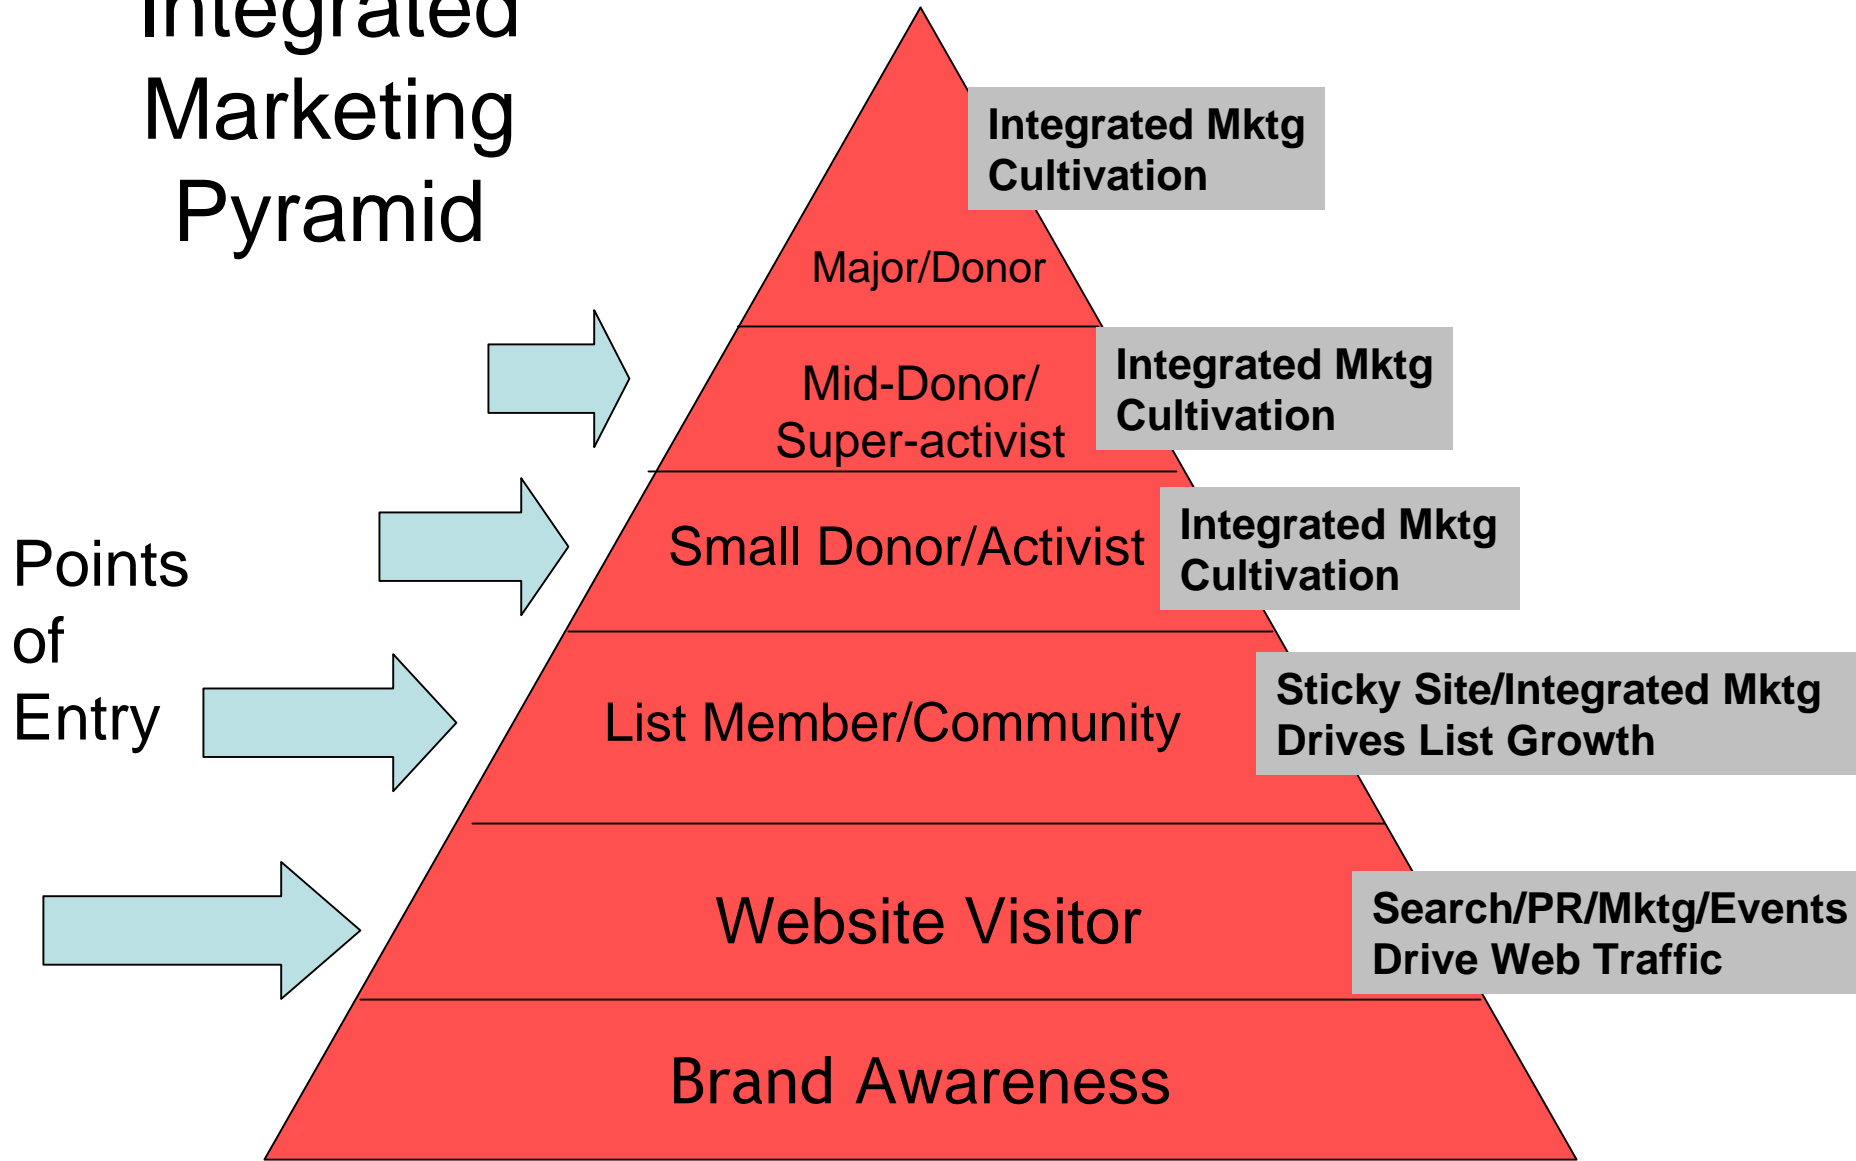 Integrated
Marketing
Pyramid
Integrated Mktg
Cultivation
Major/Donor
Mid-Donor/
Super-activist
Integrated Mktg
Cultivation
Small Donor/Activist
Integrated Mktg
Cultivation
Points
of
Entry
List Member/Community
Sticky Site/Integrated Mktg
Drives List Growth
Website Visitor
Search/PR/Mktg/Events
Drive Web Traffic
Brand Awareness